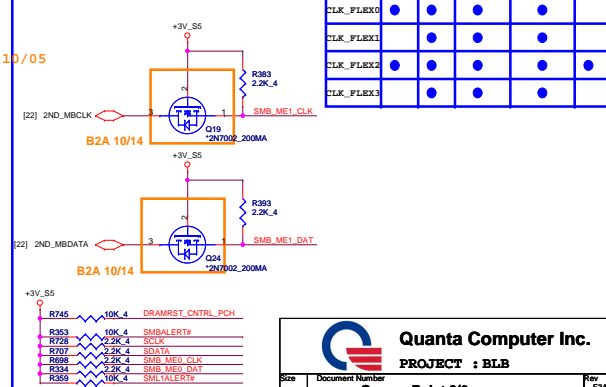 CLK_FLEX0
CLK_FLEX1
CLK_FLEX2
CLK_FLEX3
10/05
+3V_S5
R383
2.2K_4
2
[22] 2ND_MBCLK
3
1
SMB_ME1_CLK
Q19
*2N7002_200MA
B2A 10/14
+3V_S5
R393
2.2K_4
2
[22] 2ND_MBDATA
3
1
SMB_ME1_DAT
Q24
*2N7002_200MA
B2A 10/14
+3V_S5
R745 10K_4 DRAMRST_CNTRL_PCH
R353 10K_4 SMBALERT#
R728 2.2K_4 SCLK
R707 2.2K_4 SDATA
R698 2.2K_4 SMB_ME0_CLK
R334 2.2K_4 SMB_ME0_DAT
R359 10K_4 SML1ALERT#
Quanta Computer Inc.
PROJECT : BLB
Size Document Number Rev